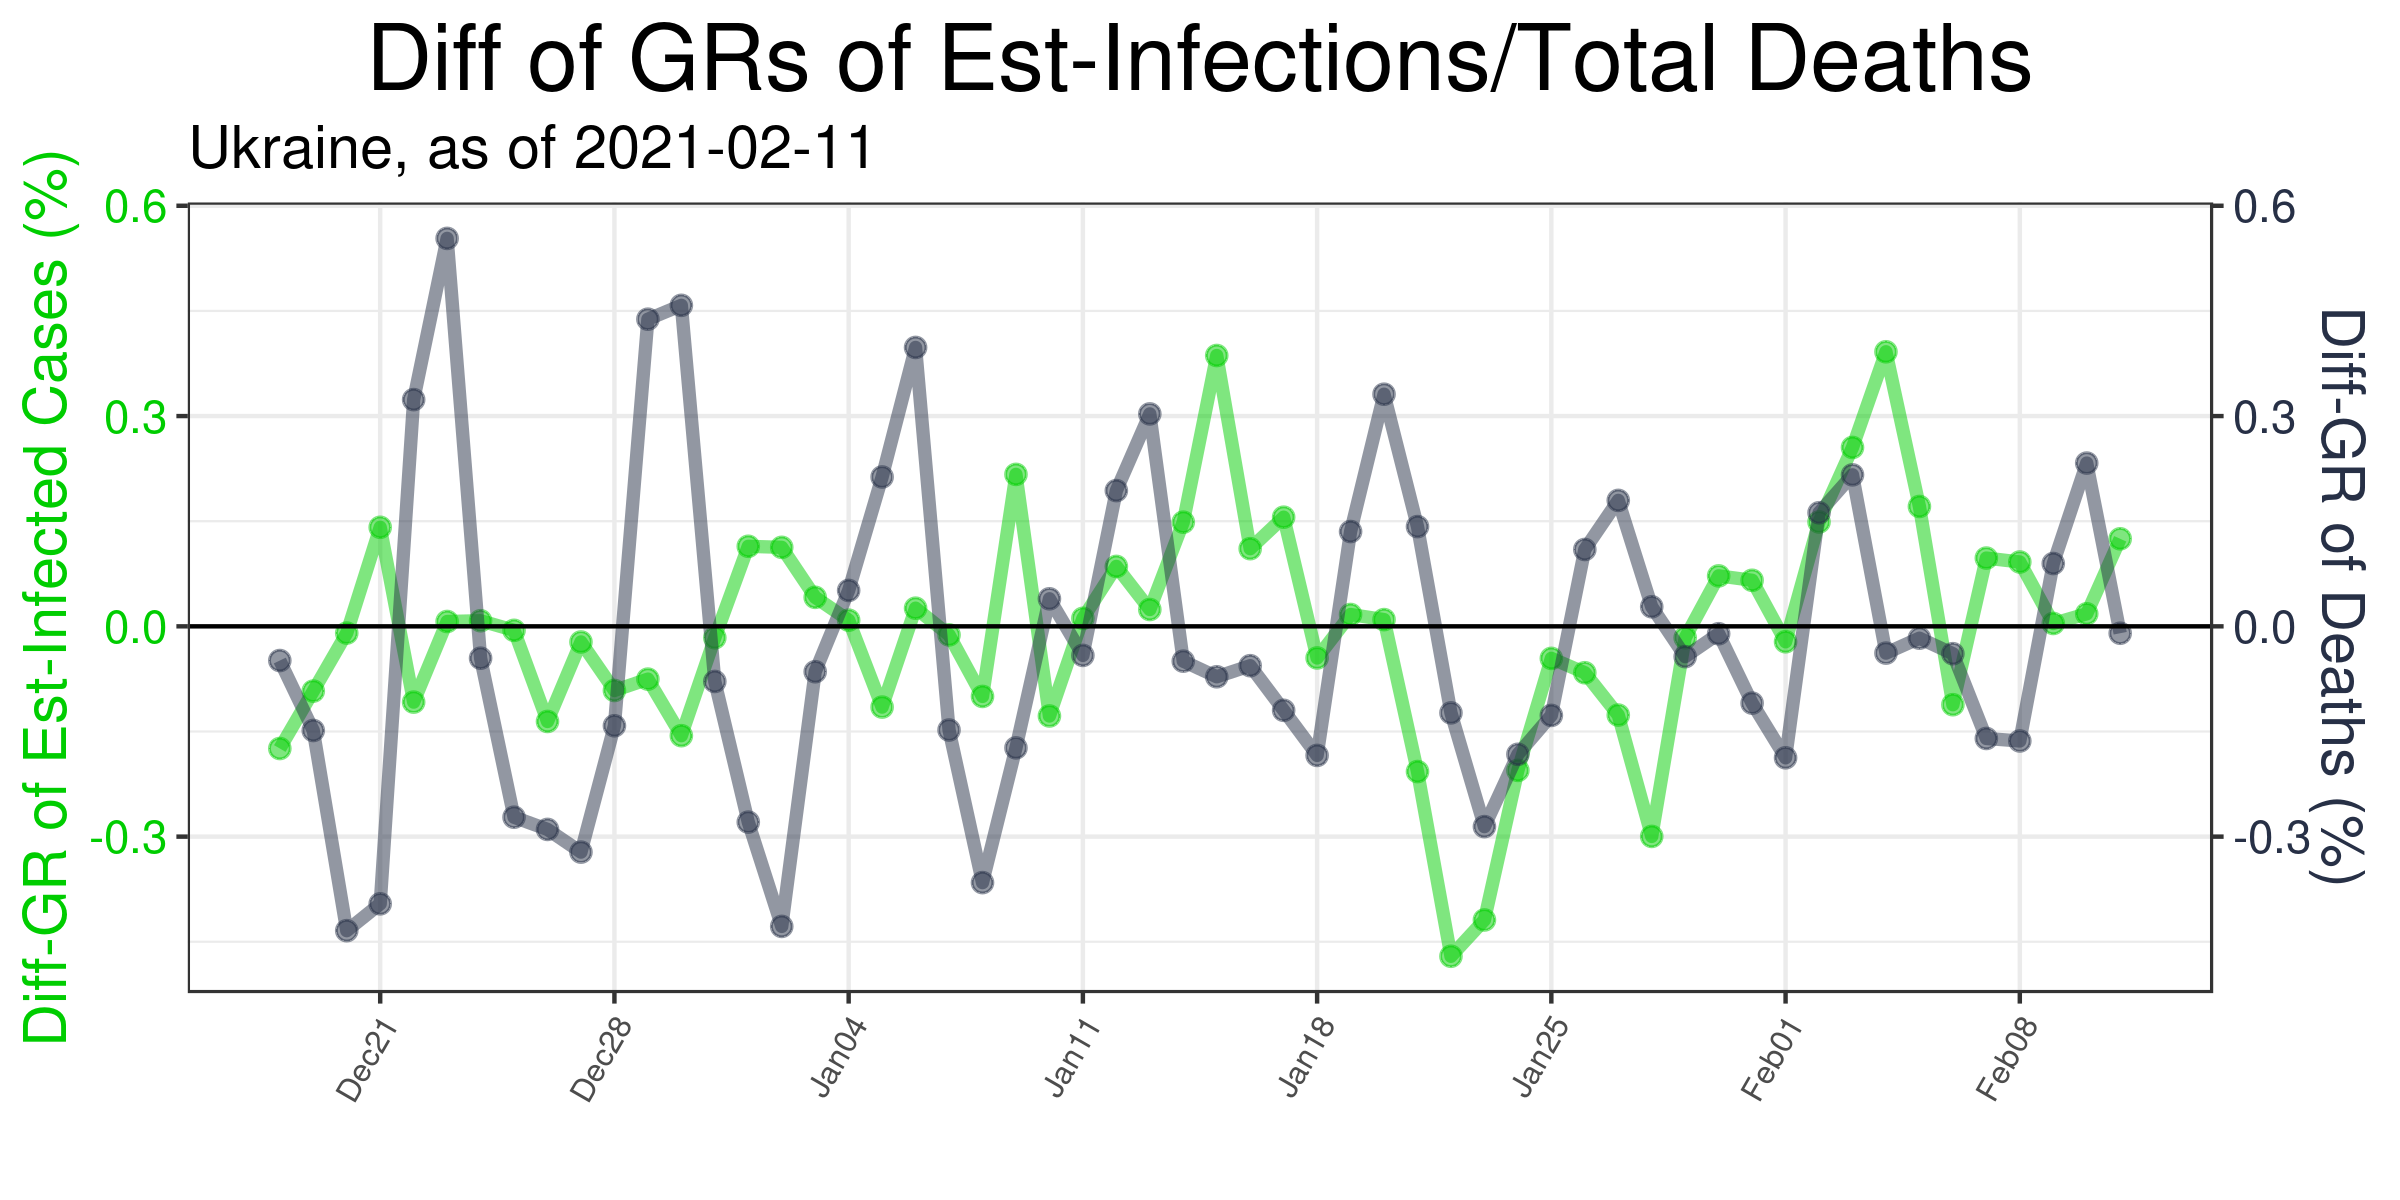 Diff of GRs of Est-Infections/Total Deaths
Ukraine, as of 2021-02-11
Diff-GR of Est-Infected Cases (%)
0.6
0.3
0.0
-0.3
0.6
0.3
0.0
-0.3
Diff-GR of Deaths (%)
Dec21
Dec28
Jan04
Jan11
Jan18
Jan25
Feb01
Feb08